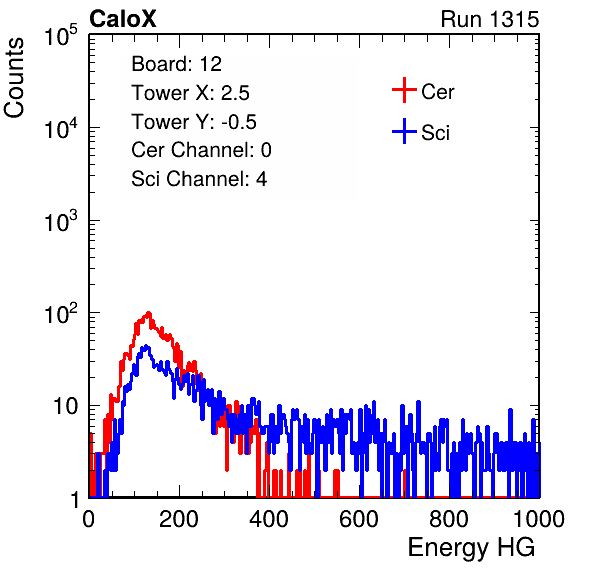 CaloX Run 1315
Counts
Board: 12
Tower X: 2.5
Tower Y: -0.5
Cer Channel: 0
Sci Channel: 4
Cer
Sci
10^5
10^4
10^3
10^2
10
1
0 200 400 600 800 1000
Energy HG